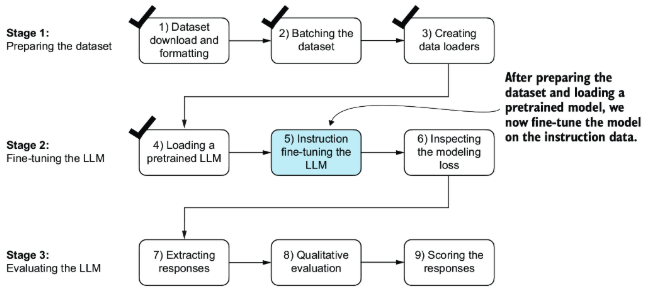 Stage 1:
Preparing the dataset
1) Dataset
download and
formatting
2) Batching the
dataset
3) Creating
data loaders
After preparing the
dataset and loading a
pretrained model, we
now fine-tune the model
on the instruction data.
Stage 2:
Fine-tuning the LLM
4) Loading a
pretrained LLM
5) Instruction
fine-tuning the
LLM
6) Inspecting
the modeling
loss
Stage 3:
Evaluating the LLM
7) Extracting
responses
8) Qualitative
evaluation
9) Scoring the
responses